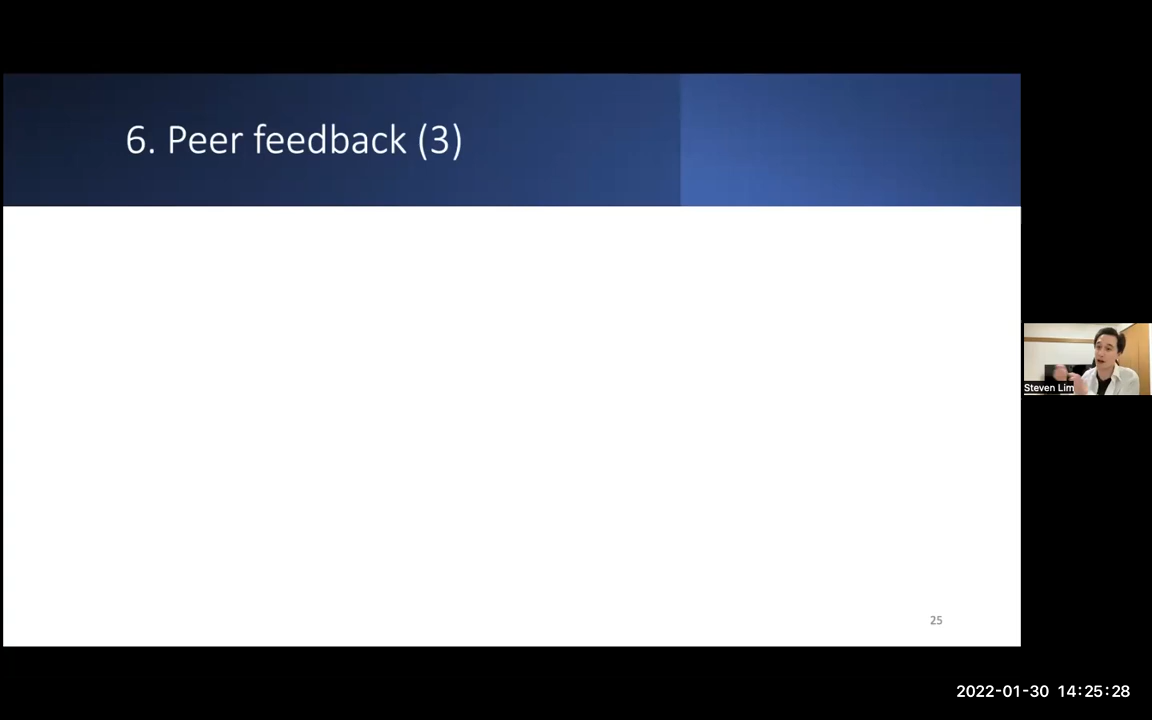 6. Peer feedback (3)
Steven Lim
25
2022-01-30 14:25:28